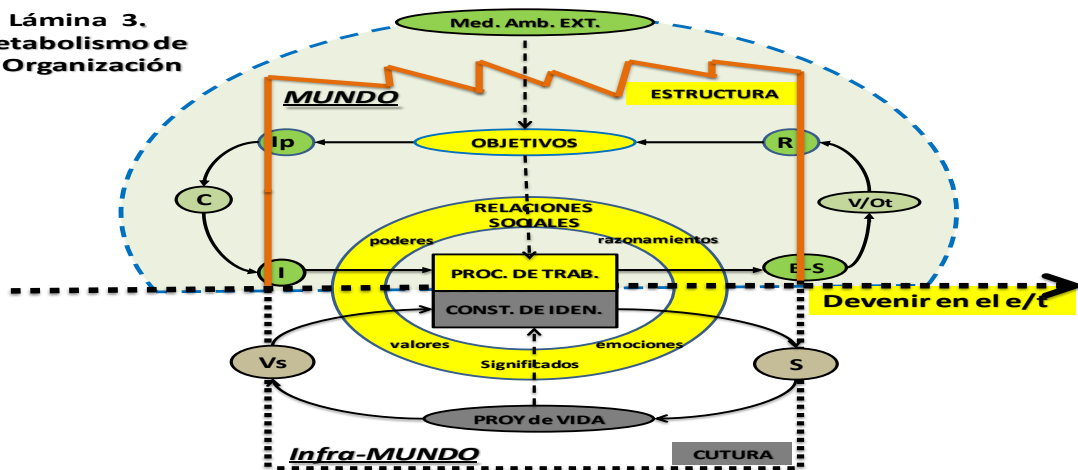 Lámina 3.
etabolismo de
Organización
Med. Amb. EXT.
MUNDO
ESTRUCTURA
Ip
OBJETIVOS
R
C
V/Ot
RELACIONES
SOCIALES
poderes
razonamientos
I
PROC. DE TRAB.
E-S
Devenir en el e/t
CONST. DE IDEN.
valores
emociones
Significados
Vs
S
PROY de VIDA
Infra-MUNDO
CUTURA